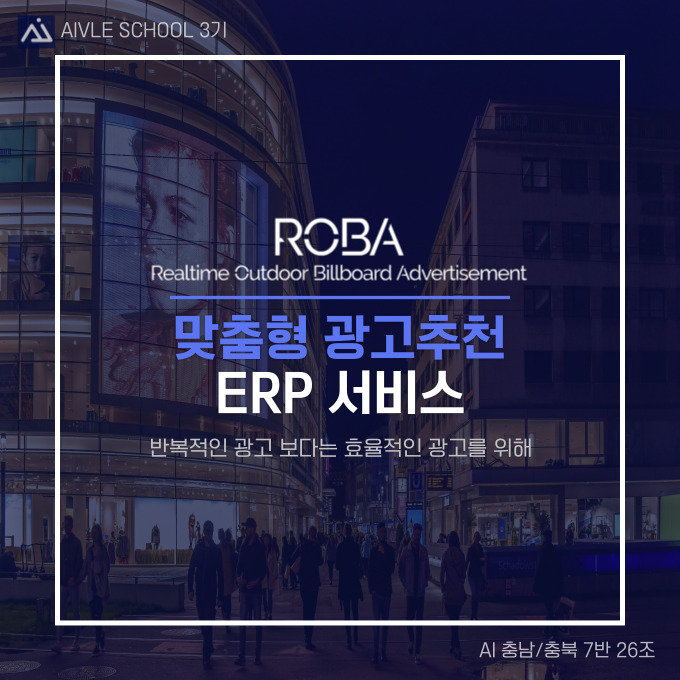 AIVLE SCHOOL 3기
ROBA
Realtime Outdoor Billboard Advertisement
맞춤형 광고추천
ERP 서비스
반복적인 광고 보다는 효율적인 광고를 위해
AI 충남/충북 7반 26조